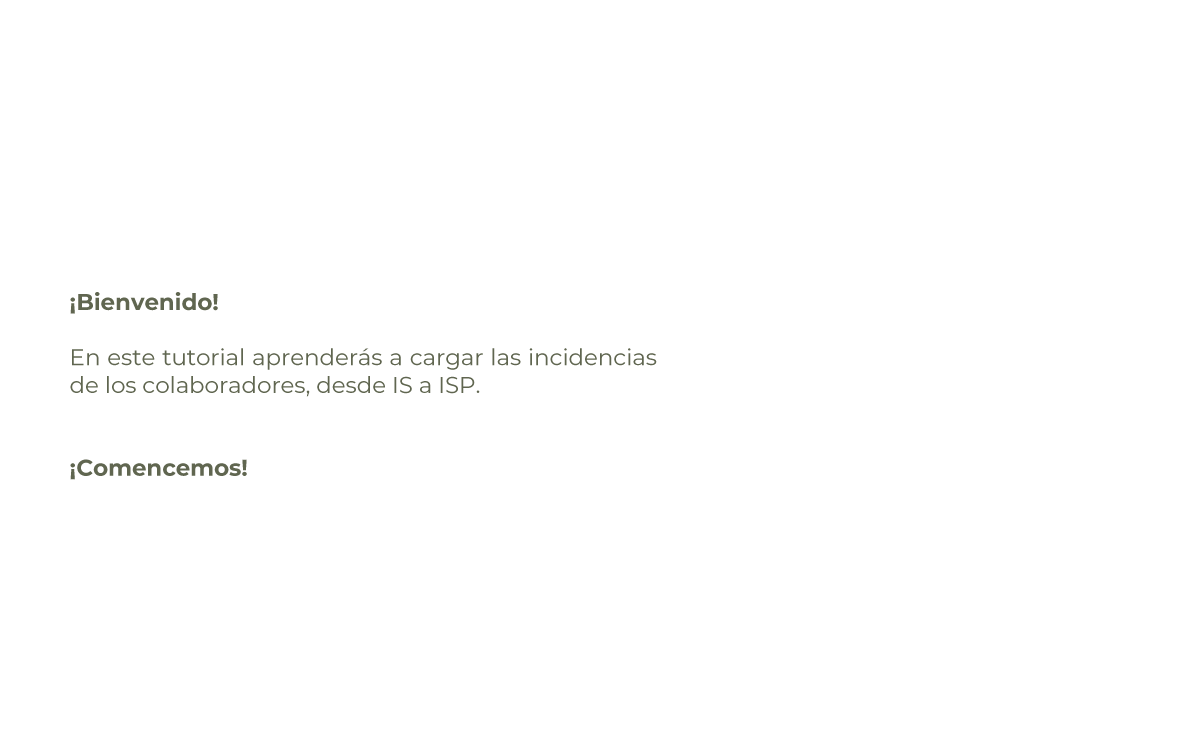 ¡Bienvenido!
En este tutorial aprenderás a cargar las incidencias
de los colaboradores, desde IS a ISP.
¡Comencemos!